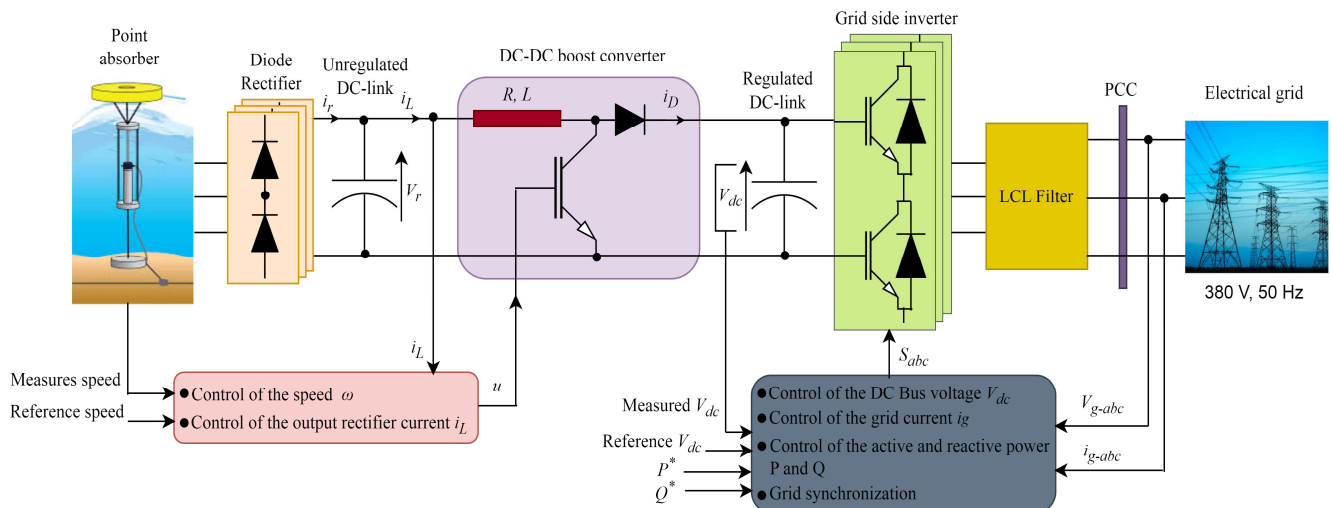 Point
absorber
Diode
Rectifier
Unregulated
DC-link
DC-DC boost converter
Regulated
DC-link
Grid side inverter
PCC
Electrical grid
i_r
i_L
R, L
i_D
V_r
V_dc
LCL Filter
380 V, 50 Hz
i_L
u
S_abc
Measures speed
Reference speed
● Control of the speed ω
● Control of the output rectifier current i_L
Measured V_dc
Reference V_dc
P*
Q*
● Control of the DC Bus voltage V_dc
● Control of the grid current ig
● Control of the active and reactive power
P and Q
● Grid synchronization
V_g-abc
i_g-abc